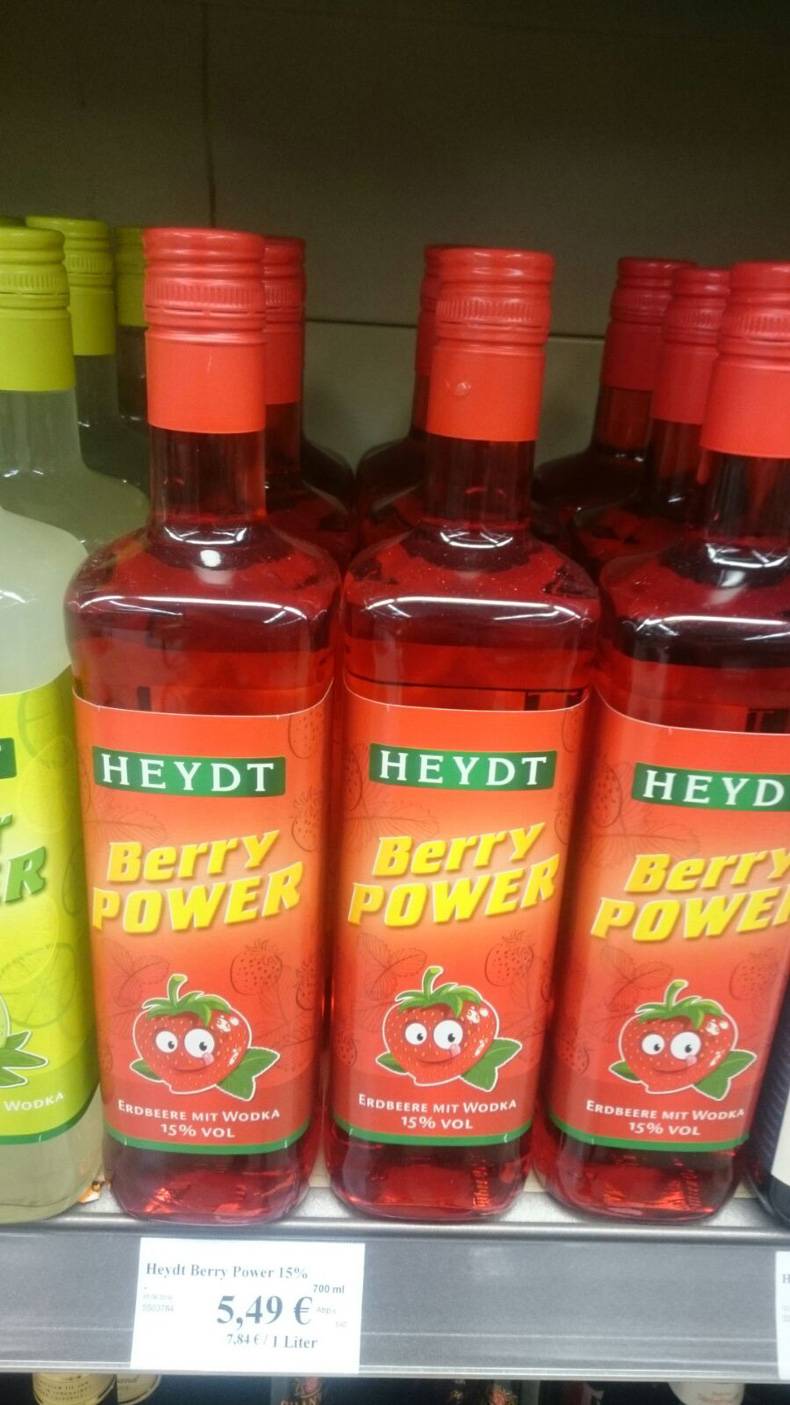 HEYDT
Berry
POWER
ERDBEERE MIT WODKA
15% VOL
HEYDT
Berry
POWER
ERDBEERE MIT WODKA
15% VOL
HEYD
Berry
POWE
ERDBEERE MIT WODKA
15% VOL
R
WODKA
Heydt Berry Power 15%
700 ml
5,49 €
7,84 € / 1 Liter